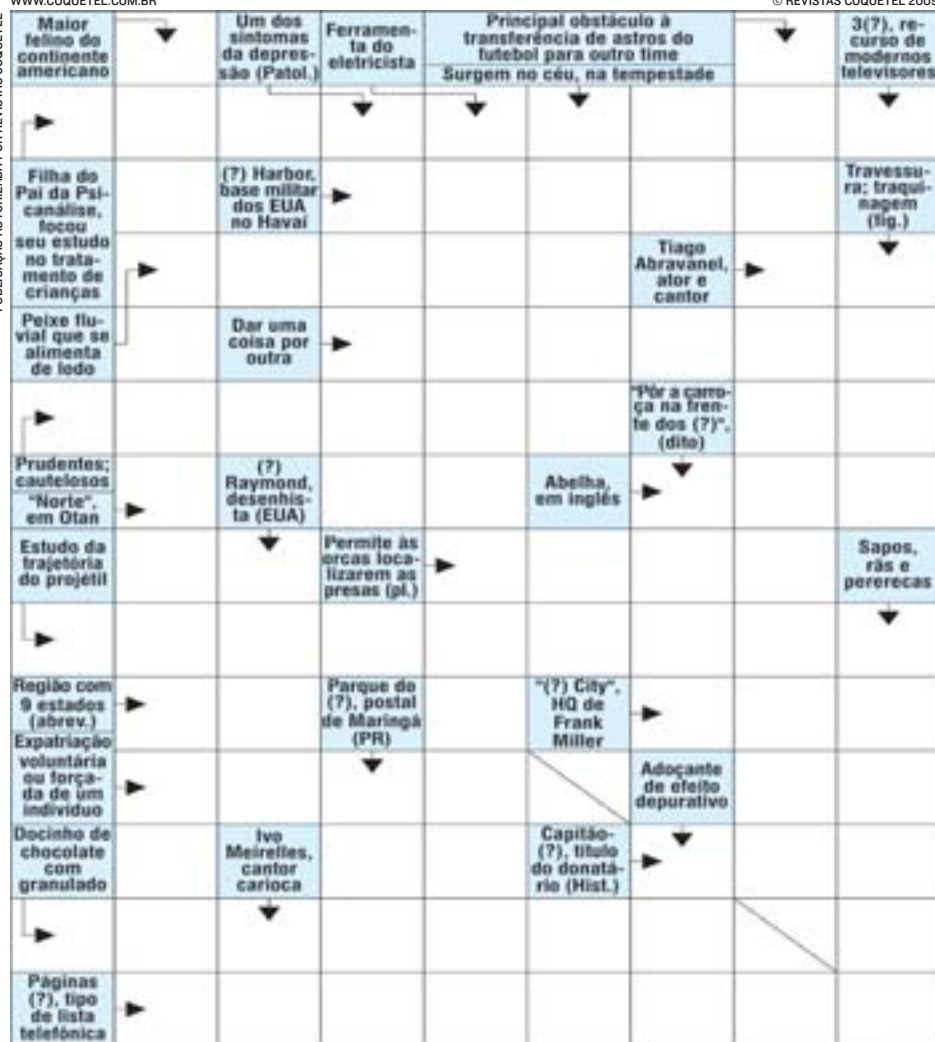 WWW.COQUETEL.COM.BR
© REVISTAS COQUETEL 2009
PUBLICAÇÃO AUTORIZADA POR REVISTAS COQUETEL
Maior
felino do
continente
americano
Um dos
sintomas
da depres-
são (Patol.)
Ferramen-
ta do
eletricista
Principal obstáculo à
transferência de astros do
futebol para outro time
Surgem no céu, na tempestade
3(?), re-
curso de
modernos
televisores
Filha do
Pai da Psi-
canálise,
focou
seu estudo
no trata-
mento de
crianças
(?) Harbor,
base militar
dos EUA
no Havaí
Travessu-
ra; traqui-
nagem
(fig.)
Tiago
Abravanel,
ator e
cantor
Peixe flu-
vial que se
alimenta
de lodo
Dar uma
coisa por
outra
"Pôr a carro-
ça na fren-
te dos (?)",
(dito)
Prudentes;
cautelosos
"Norte",
em Otan
(?)
Raymond,
desenhis-
ta (EUA)
Abelha,
em inglês
Estudo da
trajetória
do projétil
Permite às
orcas loca-
lizarem as
presas (pl.)
Sapos,
rãs e
pererecas
Região com
9 estados
(abrev.)
Expatriação
voluntária
ou força-
da de um
indivíduo
Parque do
(?), postal
de Maringá
(PR)
"(?) City",
HQ de
Frank
Miller
Adoçante
de efeito
depurativo
Docinho de
chocolate
com
granulado
Ivo
Meirelles,
cantor
carioca
Capitão-
(?), título
do donatá-
rio (Hist.)
Páginas
(?), tipo
de lista
telefônica